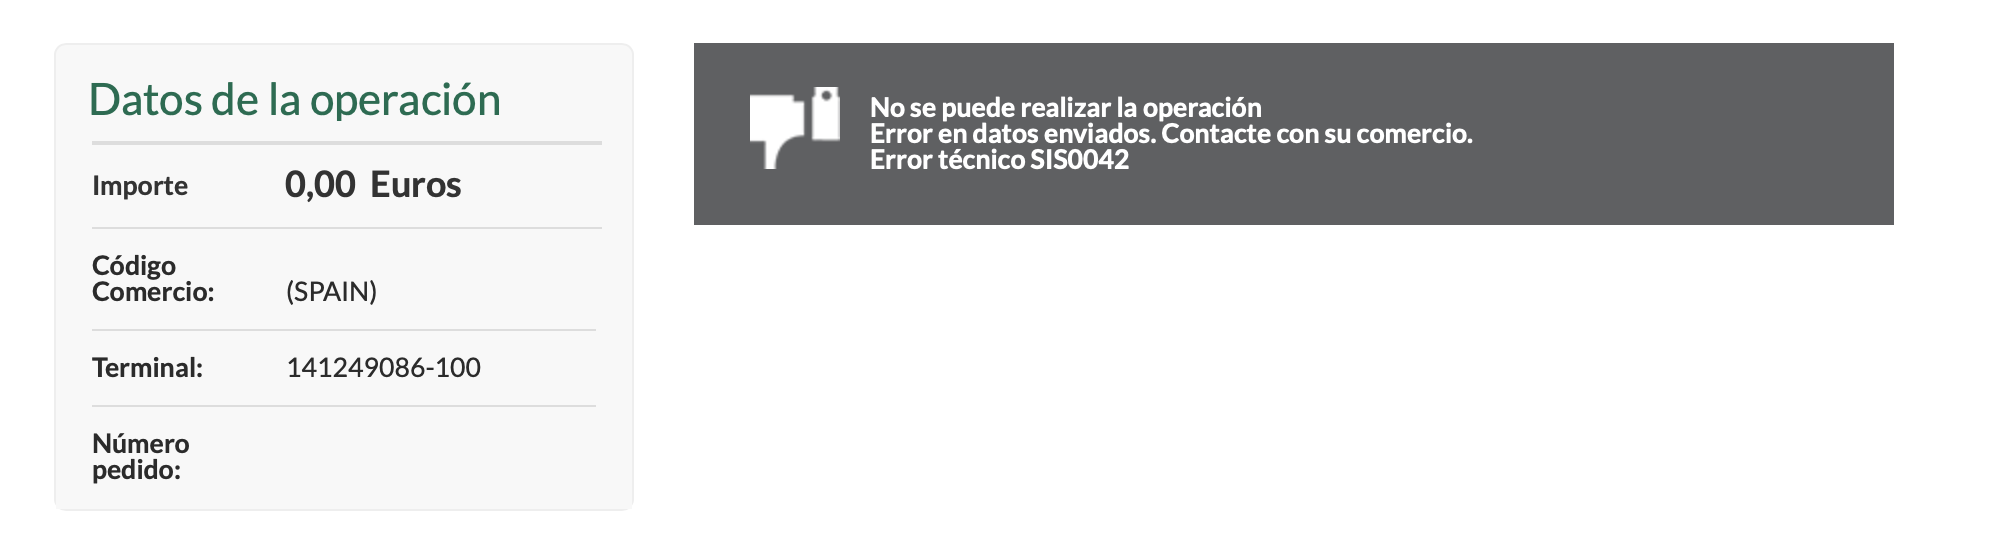 Datos de la operación
Importe 0,00 Euros
Código
Comercio: (SPAIN)
Terminal: 141249086-100
Número
pedido:
No se puede realizar la operación
Error en datos enviados. Contacte con su comercio.
Error técnico SIS0042